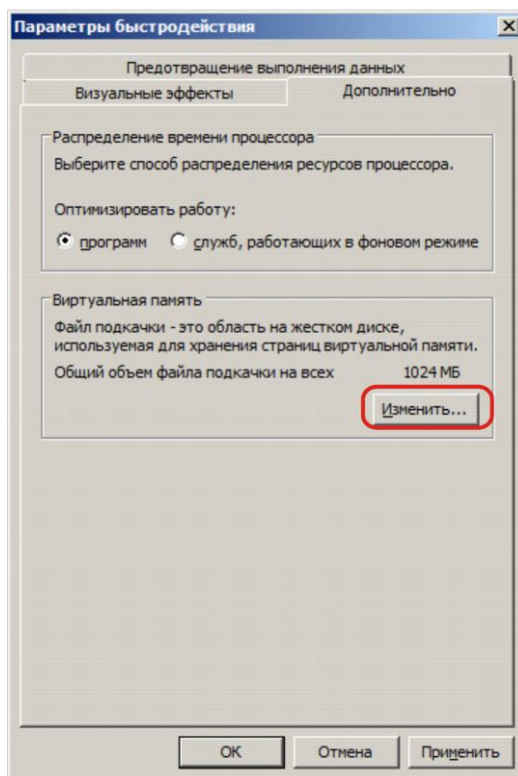 Параметры быстродействия
Предотвращение выполнения данных
Визуальные эффекты
Дополнительно
Распределение времени процессора
Выберите способ распределения ресурсов процессора.
Оптимизировать работу:
программ служб, работающих в фоновом режиме
Виртуальная память
Файл подкачки - это область на жестком диске,
используемая для хранения страниц виртуальной памяти.
Общий объем файла подкачки на всех 1024 МБ
Изменить...
ОК Отмена Применить